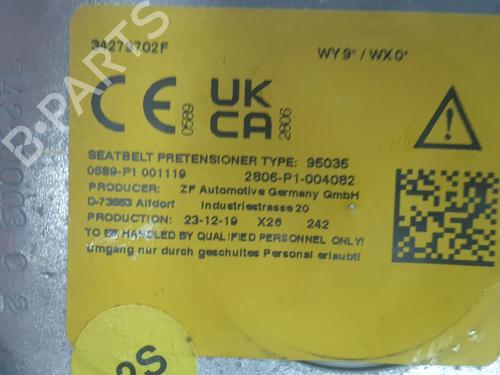 34279702F WY 9° / WX 0°
CE 0589 UK CA 2806
SEATBELT PRETENSIONER TYPE: 95035
0589-P1 001119 2806-P1-004082
PRODUCER: ZF Automotive Germany GmbH
D-73553 Alfdorf Industriestrasse 20
PRODUCTION: 23-12-19 X26 242
TO BE HANDLED BY QUALIFIED PERSONNEL ONLY!
Umgang nur durch geschultes Personal erlaubt!
B-PARTS
2S